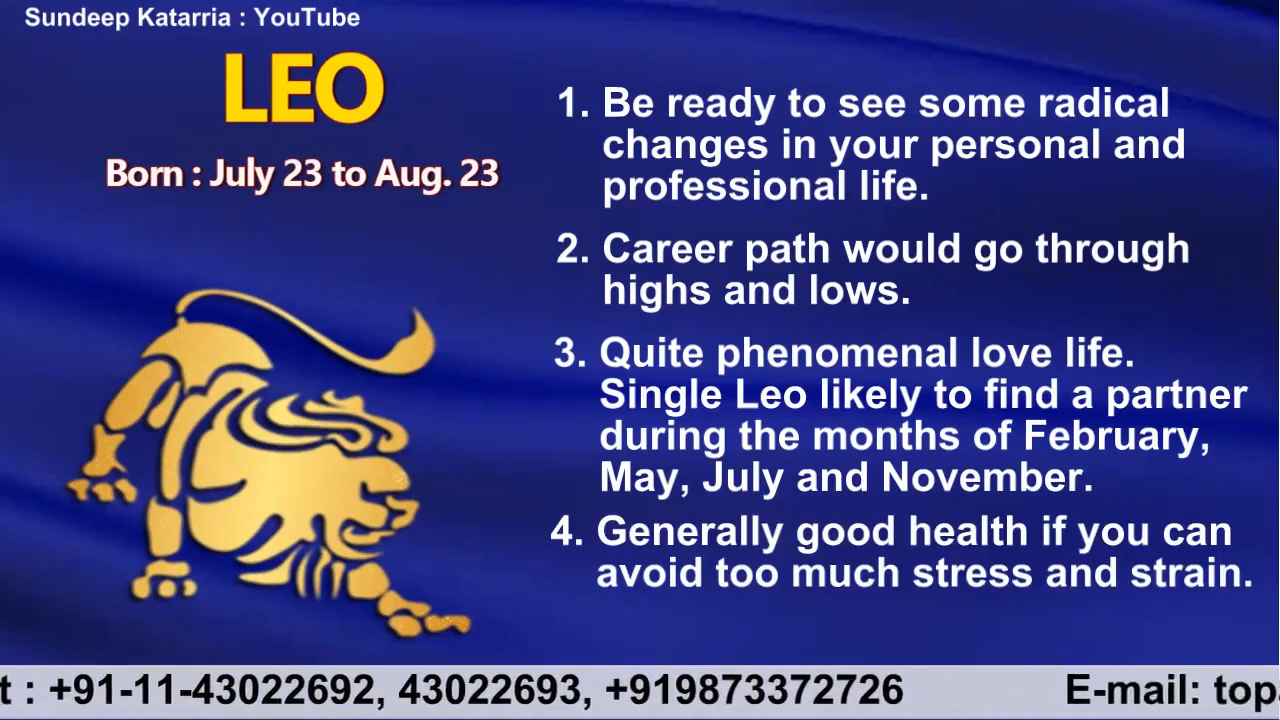 Sundeep Katarria : YouTube
LEO
Born : July 23 to Aug. 23
1. Be ready to see some radical
changes in your personal and
professional life.
2. Career path would go through
highs and lows.
3. Quite phenomenal love life.
Single Leo likely to find a partner
during the months of February,
May, July and November.
4. Generally good health if you can
avoid too much stress and strain.
t : +91-11-43022692, 43022693, +919873372726 E-mail: top